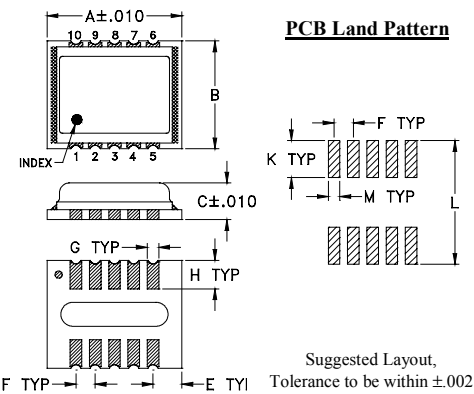 A±.010
PCB Land Pattern
10 9 8 7 6
B
F TYP
INDEX
1 2 3 4 5
K TYP
M TYP
L
C±.010
G TYP
H TYP
F TYP
E TYI
Suggested Layout,
Tolerance to be within ±.002